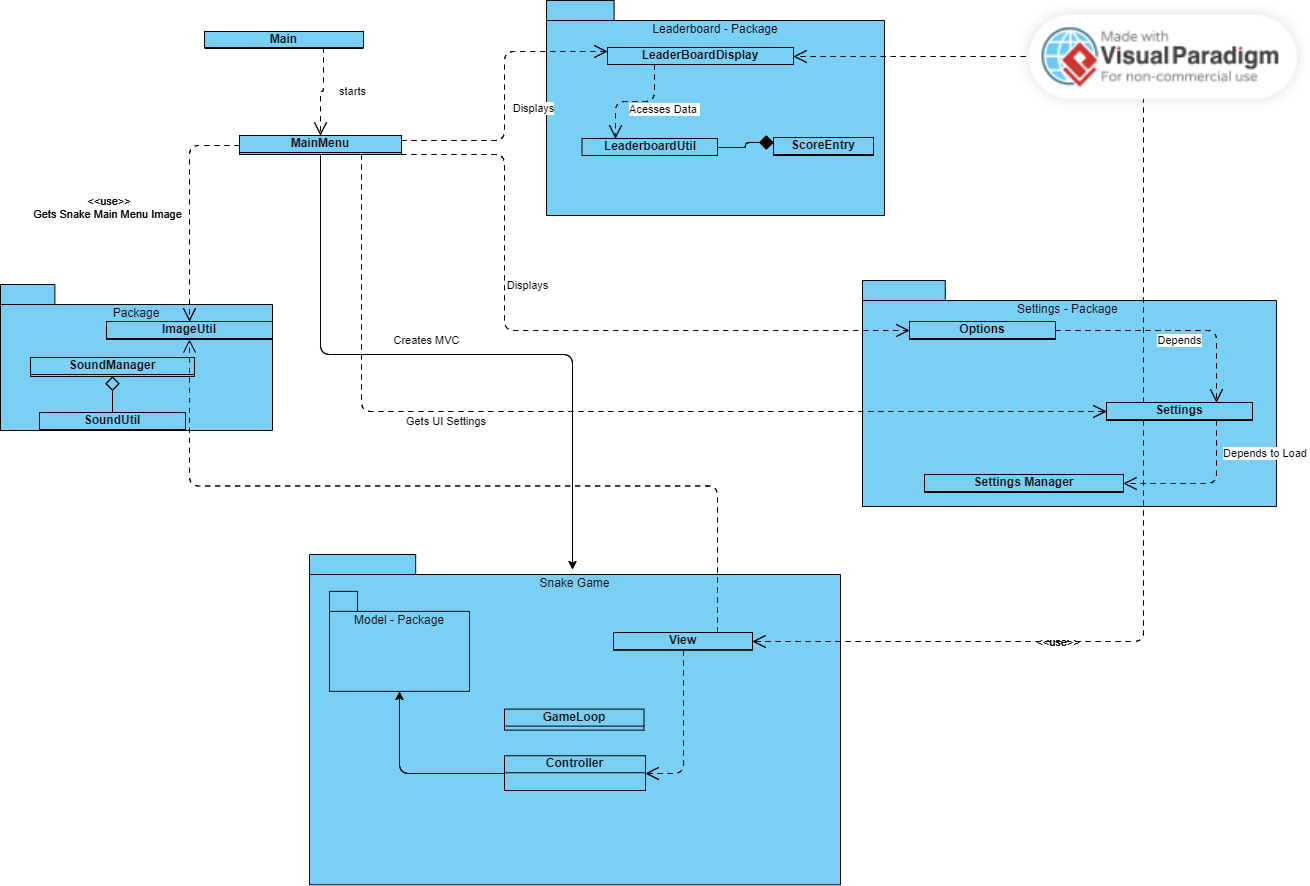 Main
starts
MainMenu
Leaderboard - Package
LeaderBoardDisplay
Acesses Data
LeaderboardUtil
ScoreEntry
Made with
Visual Paradigm
For non-commercial use
Displays
<<use>>
Gets Snake Main Menu Image
Displays
Package
ImageUtil
SoundManager
SoundUtil
Creates MVC
Gets UI Settings
Settings - Package
Options
Depends
Settings
Depends to Load
Settings Manager
Snake Game
Model - Package
View
<<use>>
GameLoop
Controller